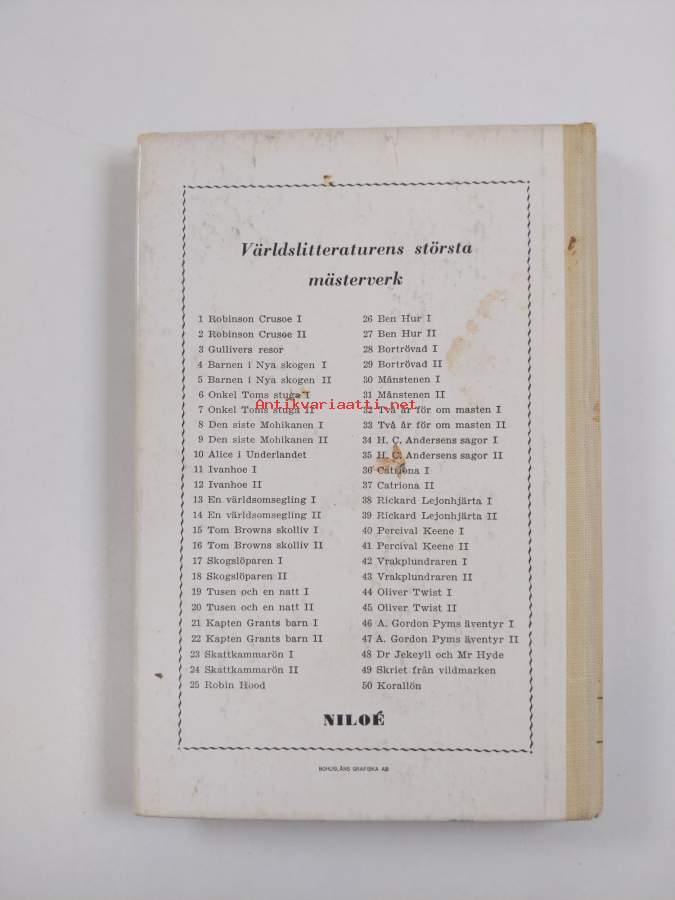 Världslitteraturens största
mästerverk
1 Robinson Crusoe I
2 Robinson Crusoe II
3 Gullivers resor
4 Barnen i Nya skogen I
5 Barnen i Nya skogen II
6 Onkel Toms stuga I
7 Onkel Toms stuga II
8 Den siste Mohikanen I
9 Den siste Mohikanen II
10 Alice i Underlandet
11 Ivanhoe I
12 Ivanhoe II
13 En världsomsegling I
14 En världsomsegling II
15 Tom Browns skolliv I
16 Tom Browns skolliv II
17 Skogslöparen I
18 Skogslöparen II
19 Tusen och en natt I
20 Tusen och en natt II
21 Kapten Grants barn I
22 Kapten Grants barn II
23 Skattkammarön I
24 Skattkammarön II
25 Robin Hood
26 Ben Hur I
27 Ben Hur II
28 Bortrövad I
29 Bortrövad II
30 Månstenen I
31 Månstenen II
32 Två år för om masten I
33 Två år för om masten II
34 H. C. Andersens sagor I
35 H. C. Andersens sagor II
36 Catriona I
37 Catriona II
38 Rickard Lejonhjärta I
39 Rickard Lejonhjärta II
40 Percival Keene I
41 Percival Keene II
42 Vrakplundraren I
43 Vrakplundraren II
44 Oliver Twist I
45 Oliver Twist II
46 A. Gordon Pyms äventyr I
47 A. Gordon Pyms äventyr II
48 Dr Jekeyll och Mr Hyde
49 Skriet från vildmarken
50 Korallön
Antikvariaatti.net
NILOÉ
BOHUSLÄNS GRAFISKA AB